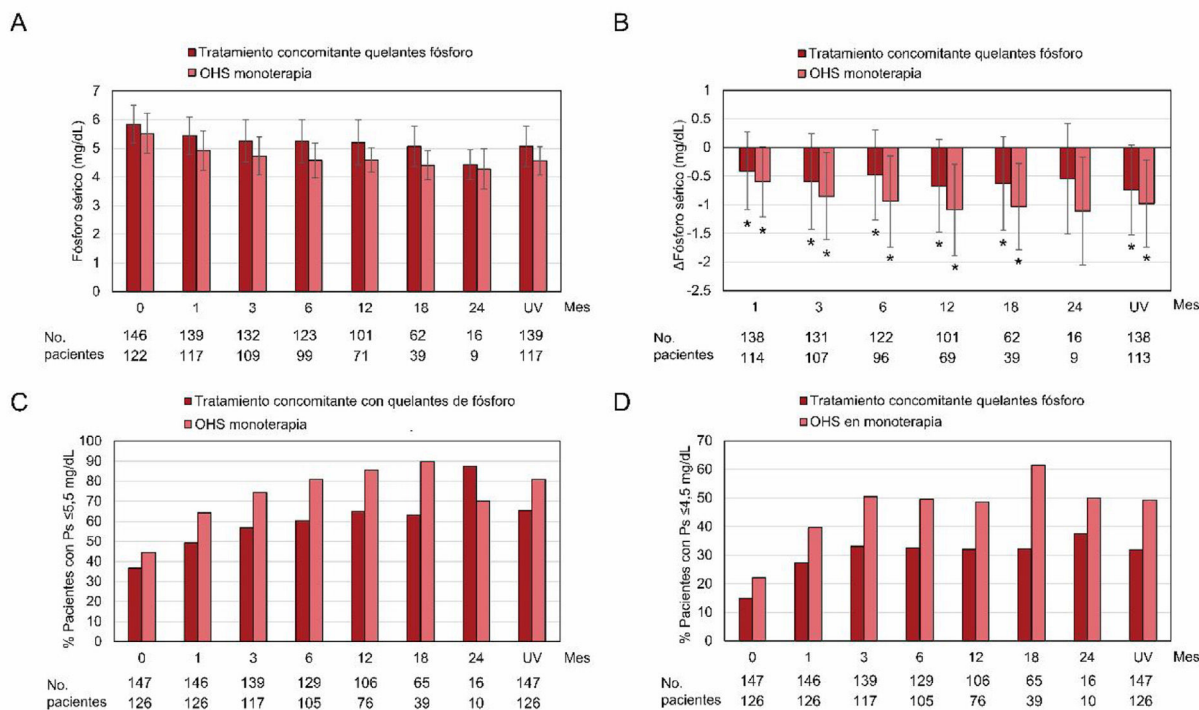 A
Tratamiento concomitante quelantes fósforo
OHS monoterapia
Fósforo sérico (mg/dL)
7
6
5
4
3
2
1
0
0 1 3 6 12 18 24 UV Mes
No. pacientes
146 139 132 123 101 62 16 139
122 117 109 99 71 39 9 117
B
Tratamiento concomitante quelantes fósforo
OHS monoterapia
ΔFósforo sérico (mg/dL)
1
0.5
0
-0.5
-1
-1.5
-2
-2.5
* * * * * * * * * * * *
1 3 6 12 18 24 UV Mes
No. pacientes
138 131 122 101 62 16 138
114 107 96 69 39 9 113
C
Tratamiento concomitante con quelantes de fósforo
OHS monoterapia
% Pacientes con Ps ≤5,5 mg/dL
100
90
80
70
60
50
40
30
20
10
0
0 1 3 6 12 18 24 UV Mes
No. pacientes
147 146 139 129 106 65 16 147
126 126 117 105 76 39 10 126
D
Tratamiento concomitante quelantes fósforo
OHS en monoterapia
% Pacientes con Ps ≤4,5 mg/dL
70
60
50
40
30
20
10
0
0 1 3 6 12 18 24 UV Mes
No. pacientes
147 146 139 129 106 65 16 147
126 126 117 105 76 39 10 126